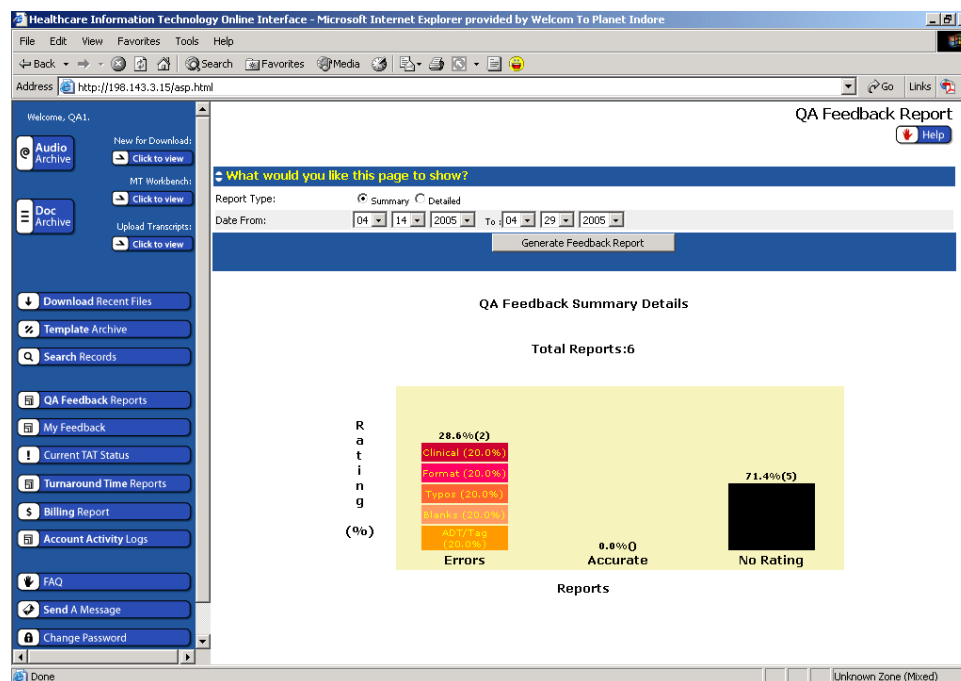 Healthcare Information Technology Online Interface - Microsoft Internet Explorer provided by Welcom To Planet Indore
File Edit View Favorites Tools Help
Back Search Favorites Media
Address http://198.143.3.15/asp.html Go Links
Welcome, QA1.
QA Feedback Report
Help
Audio Archive
New for Download:
Click to view
MT Workbench:
Click to view
Doc Archive
Upload Transcripts:
Click to view
What would you like this page to show?
Report Type: Summary Detailed
Date From: 04 14 2005 To : 04 29 2005
Generate Feedback Report
Download Recent Files
Template Archive
Search Records
QA Feedback Reports
My Feedback
Current TAT Status
Turnaround Time Reports
Billing Report
Account Activity Logs
FAQ
Send A Message
Change Password
QA Feedback Summary Details
Total Reports:6
Rating
(%)
28.6%(2)
Clinical (20.0%)
Format (20.0%)
Typos (20.0%)
Blanks (20.0%)
ADT/Tag
(20.0%)
Errors
0.0%()
Accurate
71.4%(5)
No Rating
Reports
Done Unknown Zone (Mixed)